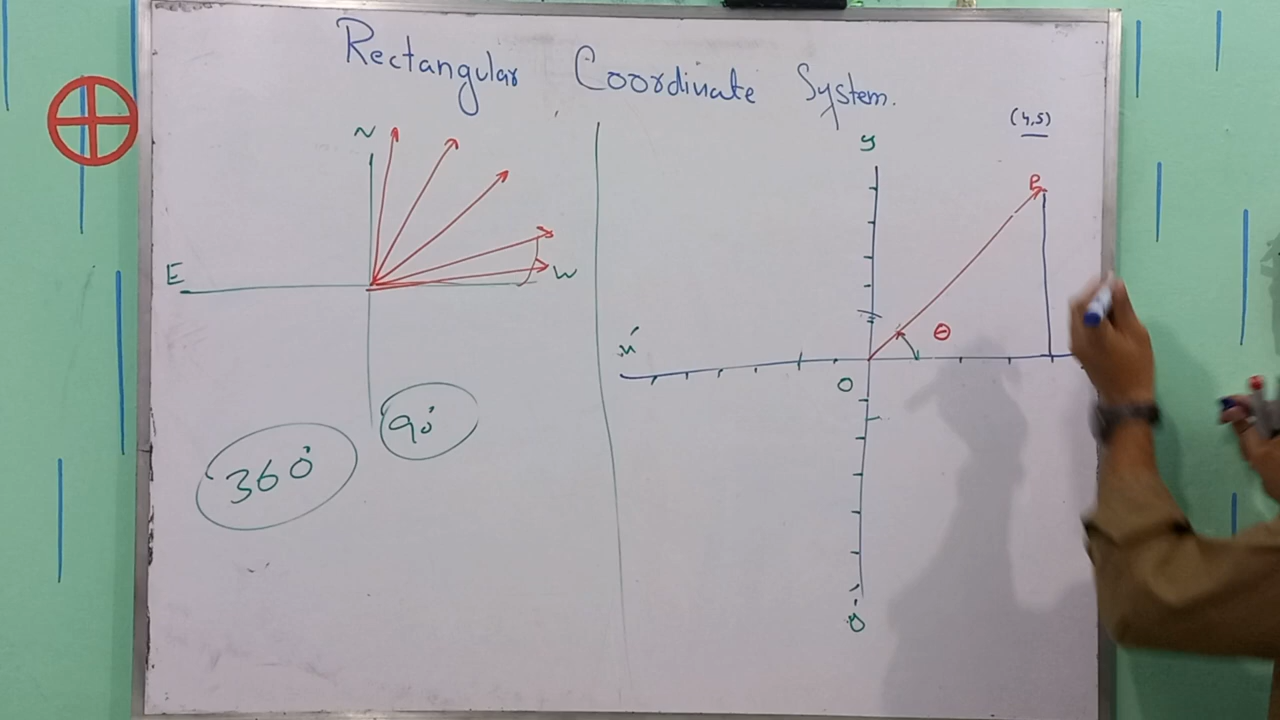 Rectangular Coordinate System.
(4,5)
N
y
P
E
W
θ
x'
O
90°
360°
y'